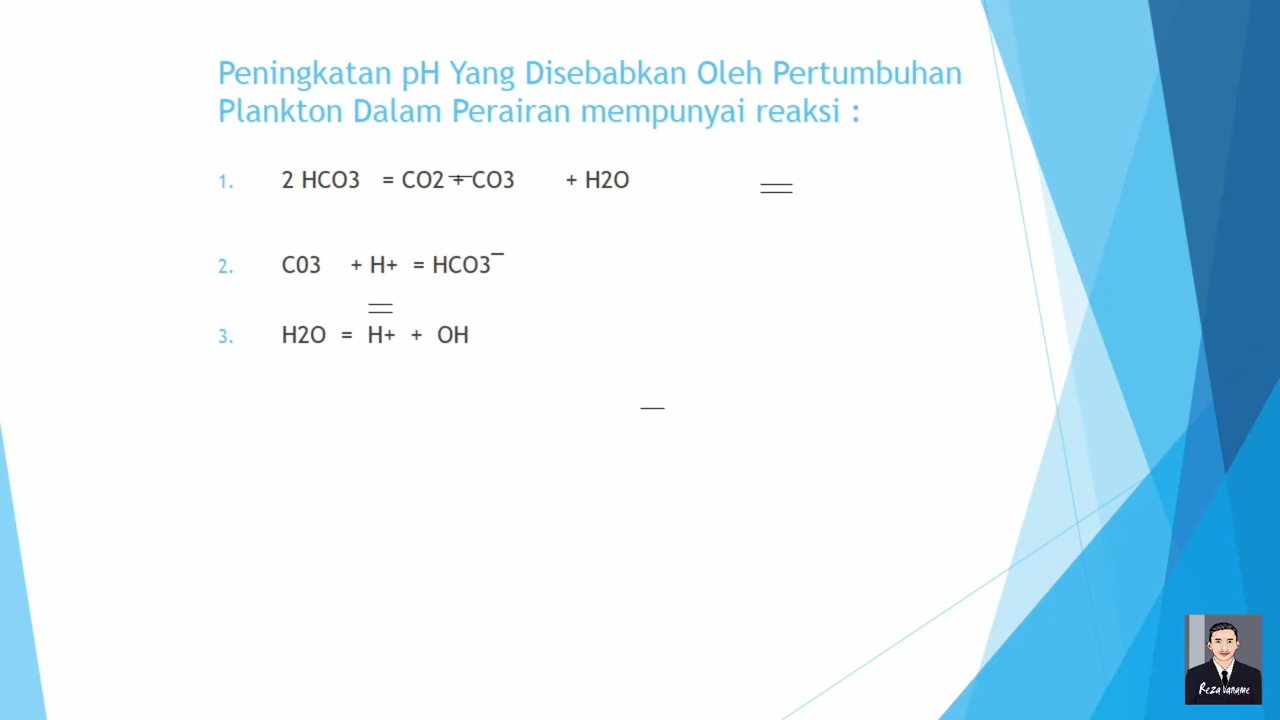 Peningkatan pH Yang Disebabkan Oleh Pertumbuhan
Plankton Dalam Perairan mempunyai reaksi :
1. 2 HCO3 = CO2 + CO3 + H2O
2. C03 + H+ = HCO3‾
3. H2O = H+ + OH
Reza Vaname